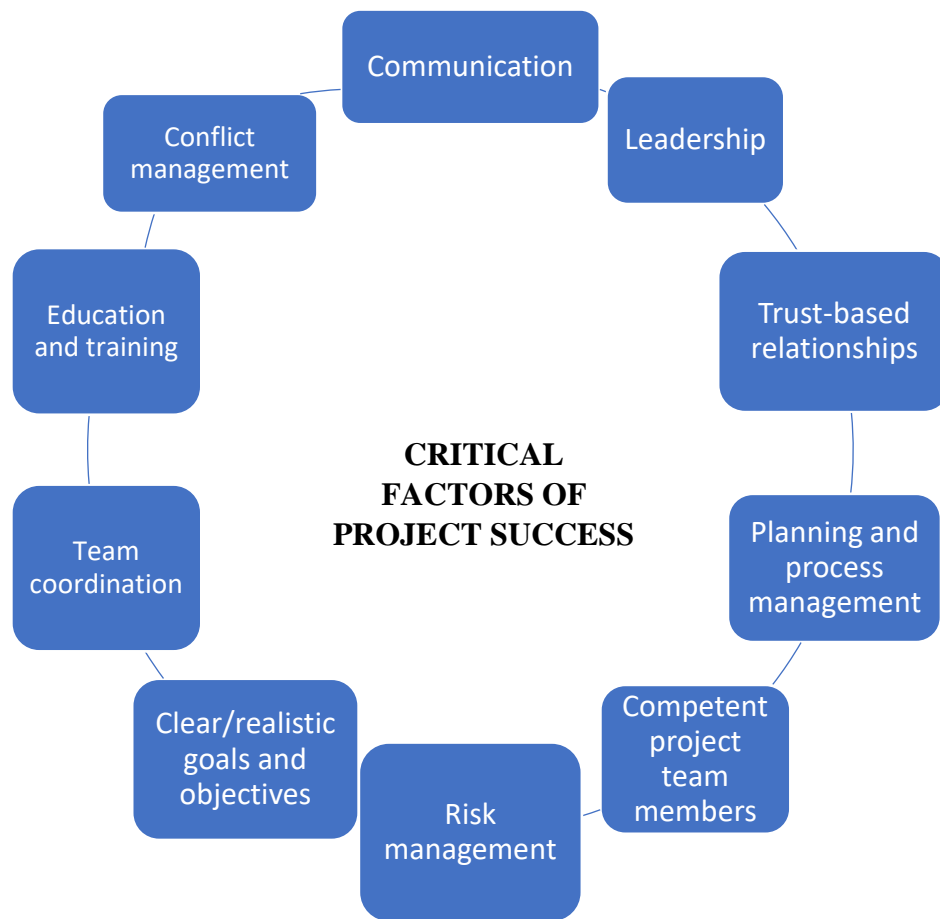 Communication
Leadership
Trust-based
relationships
Planning and
process
management
Competent
project
team
members
Risk
management
Clear/realistic
goals and
objectives
Team
coordination
Education
and training
Conflict
management
CRITICAL
FACTORS OF
PROJECT SUCCESS